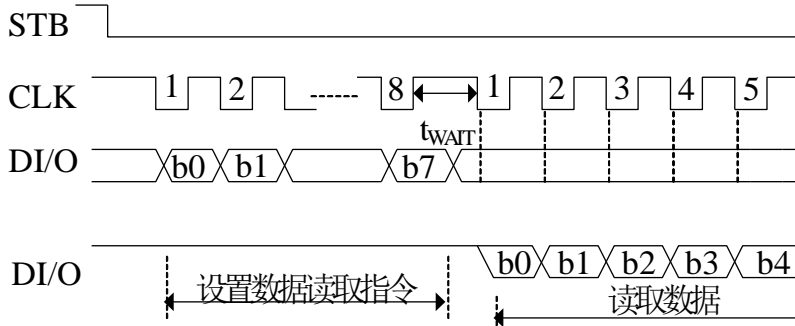 STB
CLK 1 2 8 1 2 3 4 5
tWAIT
DI/O b0 b1 b7
DI/O b0 b1 b2 b3 b4
设置数据读取指令 读取数据